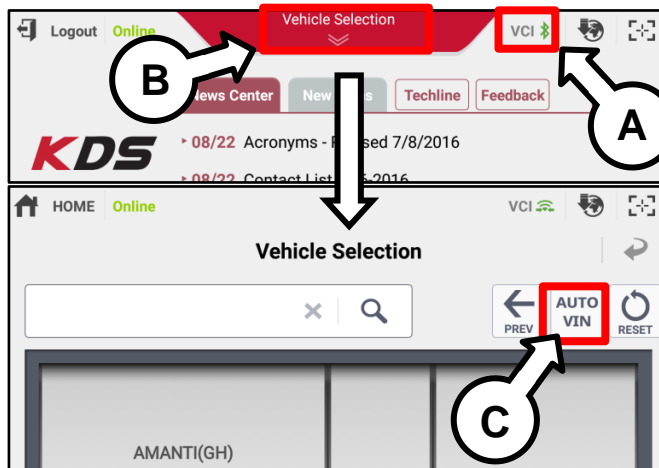 Vehicle Selection
Logout Online VCI
B
News Center New Techline Feedback
A
KDS
08/22 Acronyms - sed 7/8/2016
08/22 Contact List -2016
HOME Online VCI
Vehicle Selection
PREV AUTO VIN RESET
C
AMANTI(GH)